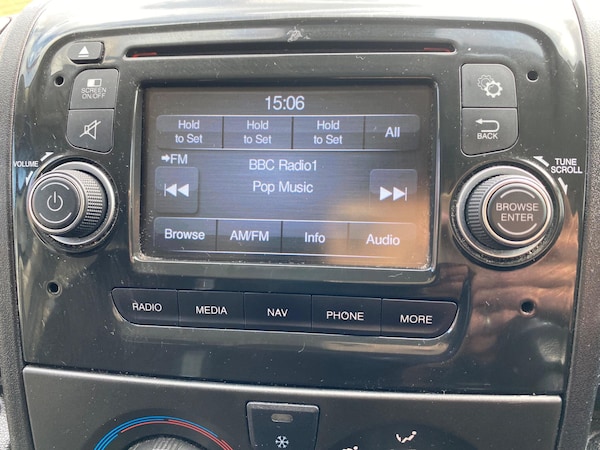 SCREEN
ON/OFF
BACK
VOLUME
TUNE
SCROLL
BROWSE
ENTER
15:06
Hold to Set
Hold to Set
Hold to Set
All
FM
BBC Radio1
Pop Music
Browse
AM/FM
Info
Audio
RADIO
MEDIA
NAV
PHONE
MORE